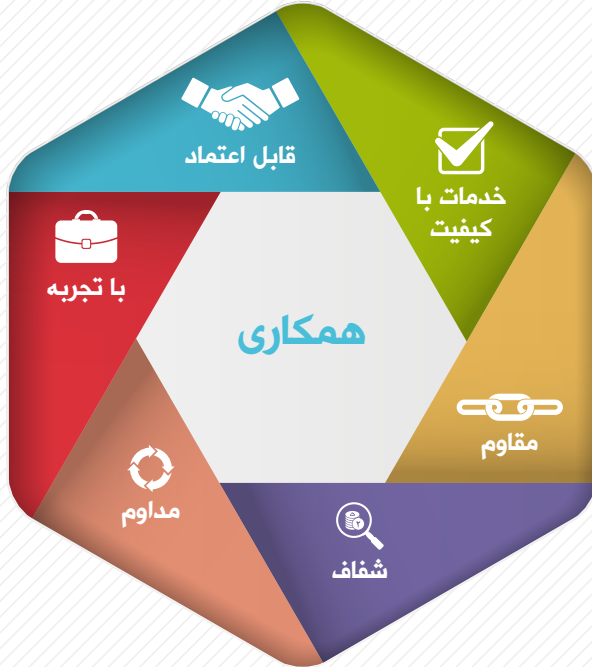 قابل اعتماد
خدمات با
کیفیت
با تجربه
همکاری
مقاوم
مداوم
شفاف